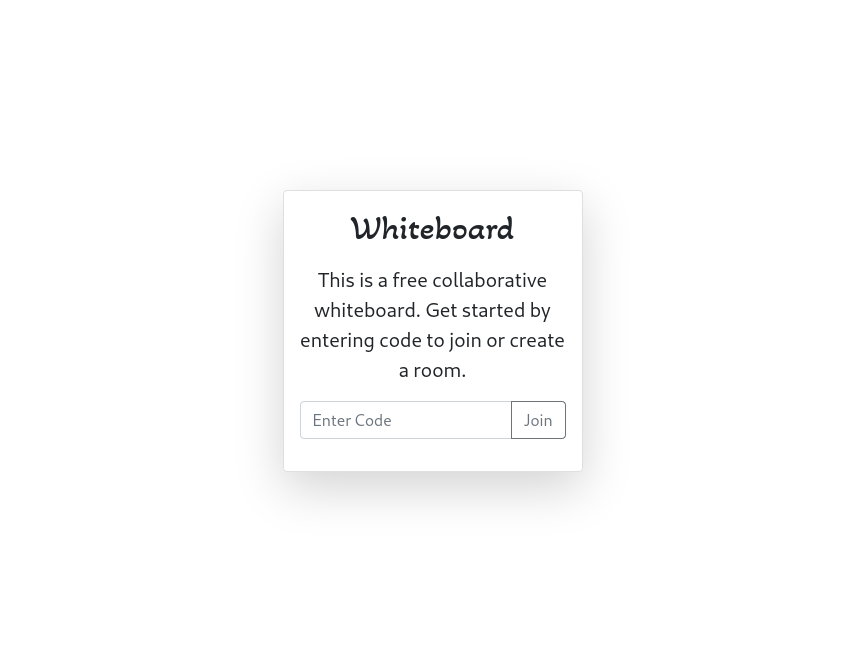 Whiteboard
This is a free collaborative
whiteboard. Get started by
entering code to join or create
a room.
Enter Code
Join